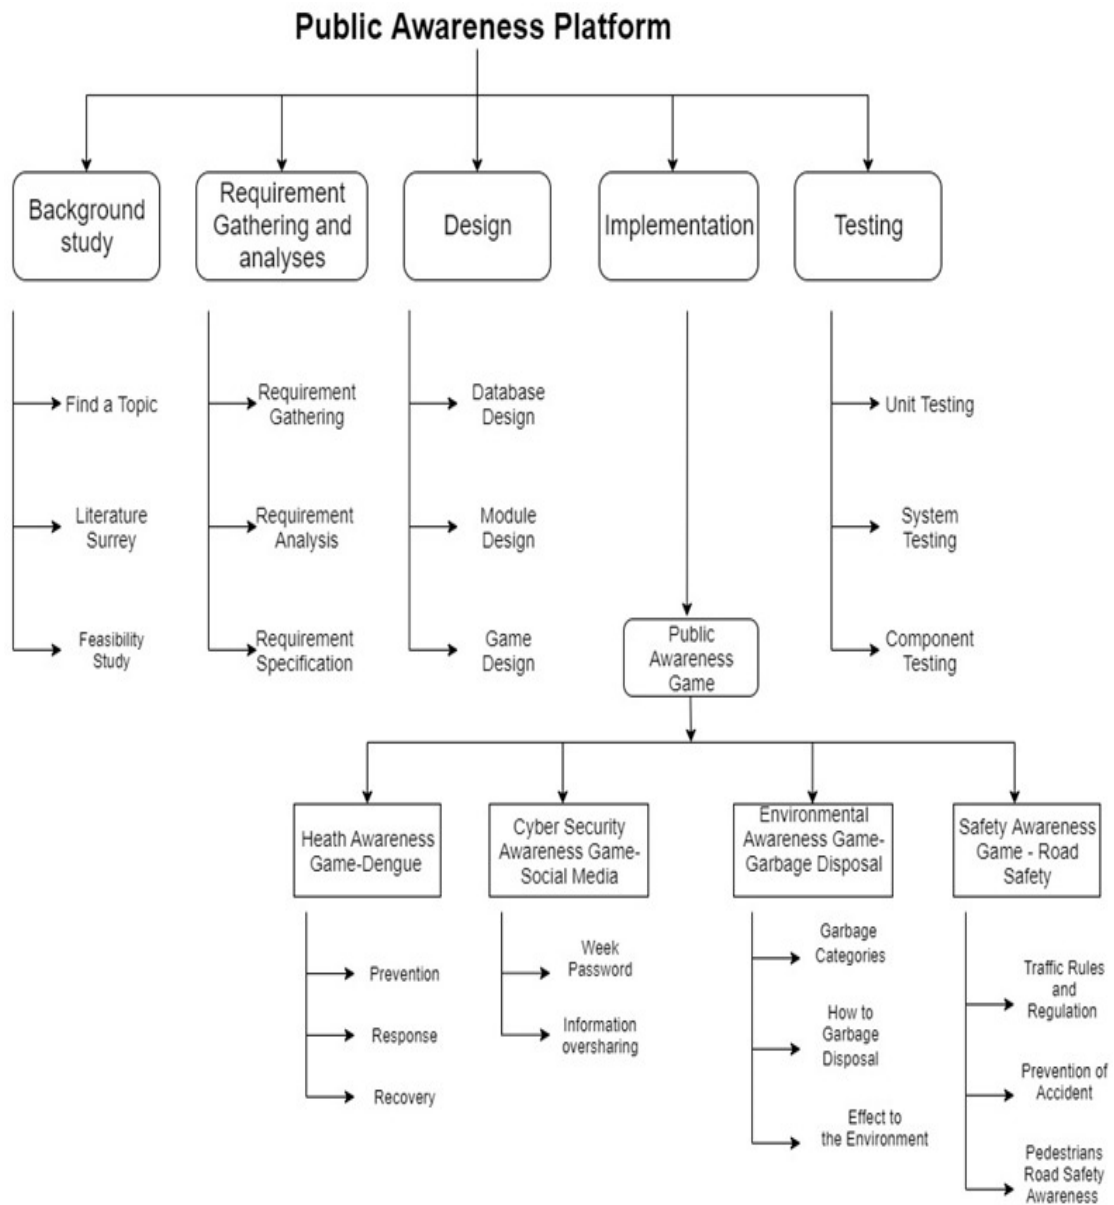 Public Awareness Platform
Background
study
Requirement
Gathering and
analyses
Design
Implementation
Testing
Find a Topic
Literature
Surrey
Feasibility
Study
Requirement
Gathering
Requirement
Analysis
Requirement
Specification
Database
Design
Module
Design
Game
Design
Public
Awareness
Game
Unit Testing
System
Testing
Component
Testing
Heath Awareness
Game-Dengue
Prevention
Response
Recovery
Cyber Security
Awareness Game-
Social Media
Week
Password
Information
oversharing
Environmental
Awareness Game-
Garbage Disposal
Garbage
Categories
How to
Garbage
Disposal
Effect to
the Environment
Safety Awareness
Game - Road
Safety
Traffic Rules
and
Regulation
Prevention of
Accident
Pedestrians
Road Safety
Awareness